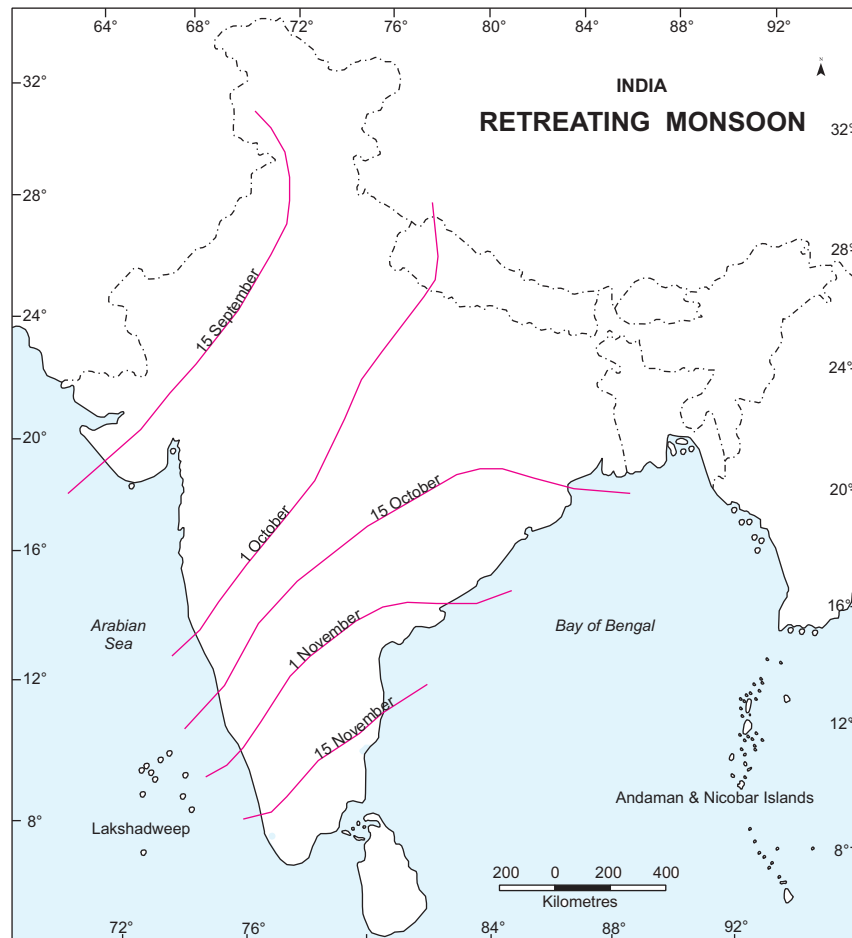 64° 68° 72° 76° 80° 84° 88° 92°
N
INDIA
RETREATING MONSOON
32° 32°
28° 28°
24° 24°
20° 20°
16° 16°
12° 12°
8° 8°
15 September
1 October
15 October
1 November
15 November
Arabian
Sea
Bay of Bengal
Lakshadweep
Andaman & Nicobar Islands
200 0 200 400
Kilometres
72° 76° 84° 88° 92°